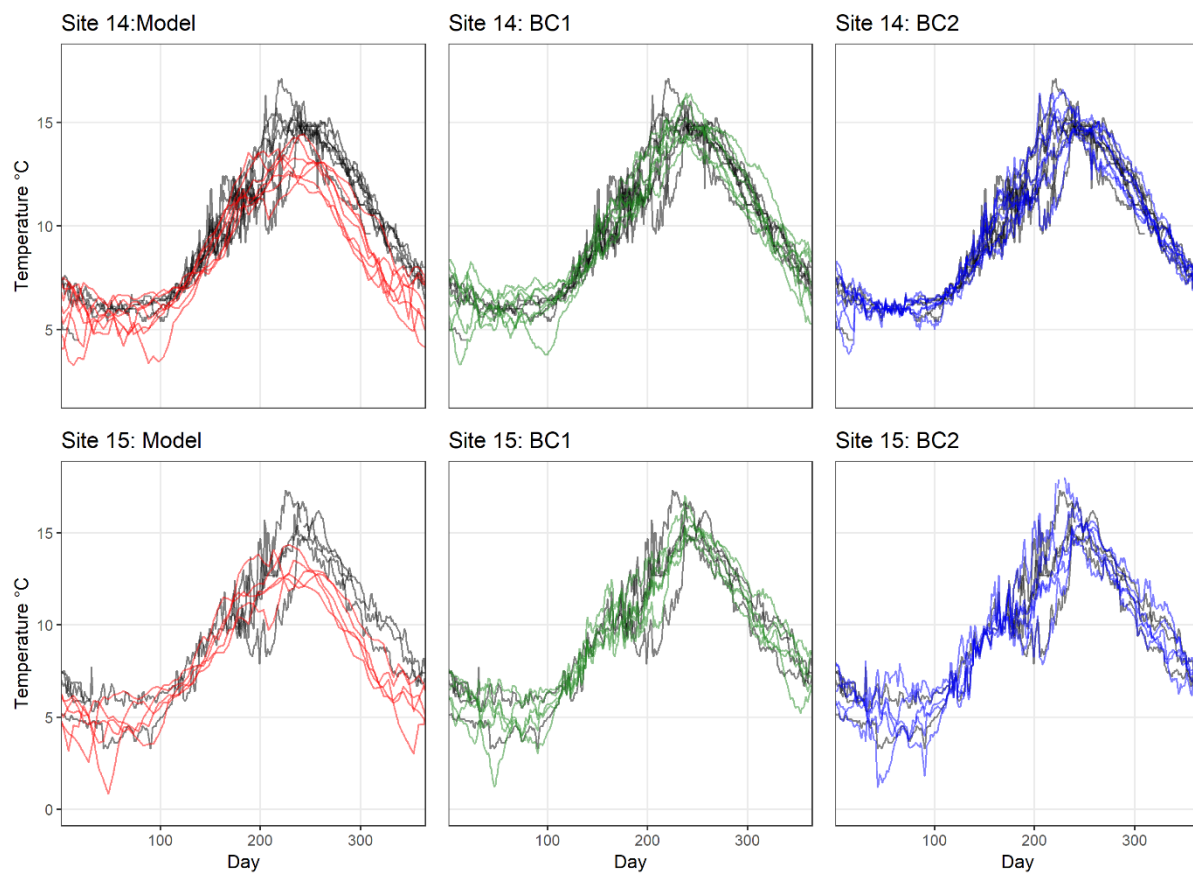 Site 14:Model
Site 14: BC1
Site 14: BC2
Temperature °C
15
10
5
Site 15: Model
Site 15: BC1
Site 15: BC2
Temperature °C
15
10
5
0
100 200 300
100 200 300
100 200 300
Day
Day
Day